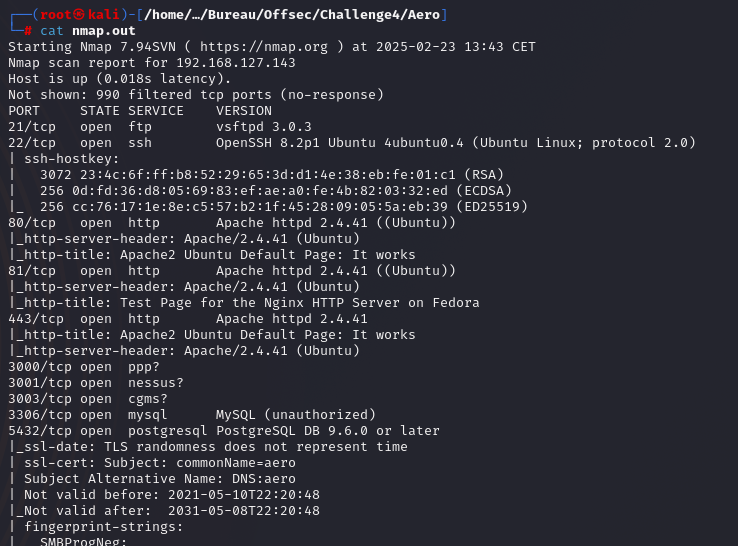 ┌──(root㉿kali)-[/home/…/Bureau/Offsec/Challenge4/Aero]
└─# cat nmap.out
Starting Nmap 7.94SVN ( https://nmap.org ) at 2025-02-23 13:43 CET
Nmap scan report for 192.168.127.143
Host is up (0.018s latency).
Not shown: 990 filtered tcp ports (no-response)
PORT     STATE SERVICE    VERSION
21/tcp   open  ftp        vsftpd 3.0.3
22/tcp   open  ssh        OpenSSH 8.2p1 Ubuntu 4ubuntu0.4 (Ubuntu Linux; protocol 2.0)
| ssh-hostkey:
|   3072 23:4c:6f:ff:b8:52:29:65:3d:d1:4e:38:eb:fe:01:c1 (RSA)
|   256 0d:fd:36:d8:05:69:83:ef:ae:a0:fe:4b:82:03:32:ed (ECDSA)
|_  256 cc:76:17:1e:8e:c5:57:b2:1f:45:28:09:05:5a:eb:39 (ED25519)
80/tcp   open  http       Apache httpd 2.4.41 ((Ubuntu))
|_http-server-header: Apache/2.4.41 (Ubuntu)
|_http-title: Apache2 Ubuntu Default Page: It works
81/tcp   open  http       Apache httpd 2.4.41 ((Ubuntu))
|_http-server-header: Apache/2.4.41 (Ubuntu)
|_http-title: Test Page for the Nginx HTTP Server on Fedora
443/tcp  open  http       Apache httpd 2.4.41
|_http-title: Apache2 Ubuntu Default Page: It works
|_http-server-header: Apache/2.4.41 (Ubuntu)
3000/tcp open  ppp?
3001/tcp open  nessus?
3003/tcp open  cgms?
3306/tcp open  mysql      MySQL (unauthorized)
5432/tcp open  postgresql PostgreSQL DB 9.6.0 or later
|_ssl-date: TLS randomness does not represent time
| ssl-cert: Subject: commonName=aero
| Subject Alternative Name: DNS:aero
| Not valid before: 2021-05-10T22:20:48
|_Not valid after:  2031-05-08T22:20:48
| fingerprint-strings:
|   SMBProgNeg: